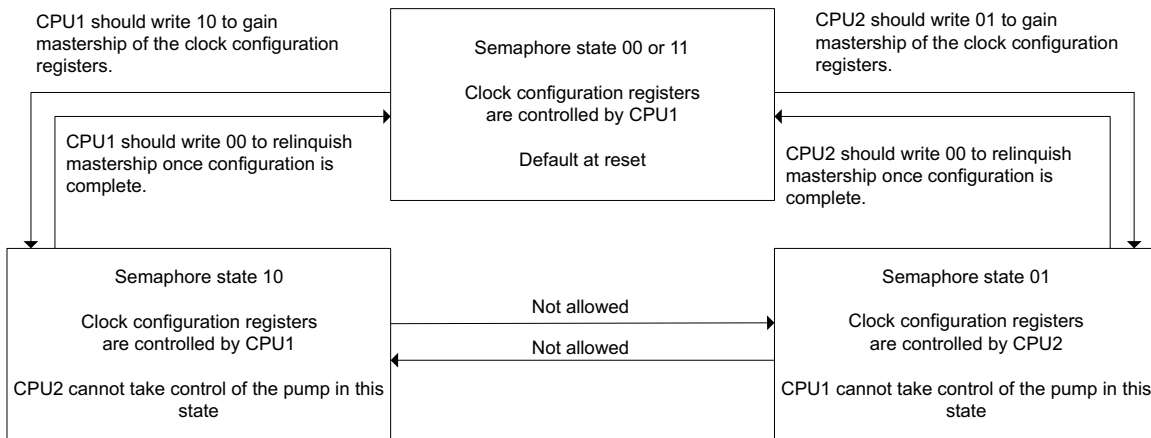 CPU1 should write 10 to gain
mastership of the clock configuration
registers.
Semaphore state 00 or 11
Clock configuration registers
are controlled by CPU1
Default at reset
CPU2 should write 01 to gain
mastership of the clock configuration
registers.
CPU1 should write 00 to relinquish
mastership once configuration is
complete.
CPU2 should write 00 to relinquish
mastership once configuration is
complete.
Semaphore state 10
Clock configuration registers
are controlled by CPU1
CPU2 cannot take control of the pump in this
state
Not allowed
Not allowed
Semaphore state 01
Clock configuration registers
are controlled by CPU2
CPU1 cannot take control of the pump in this
state